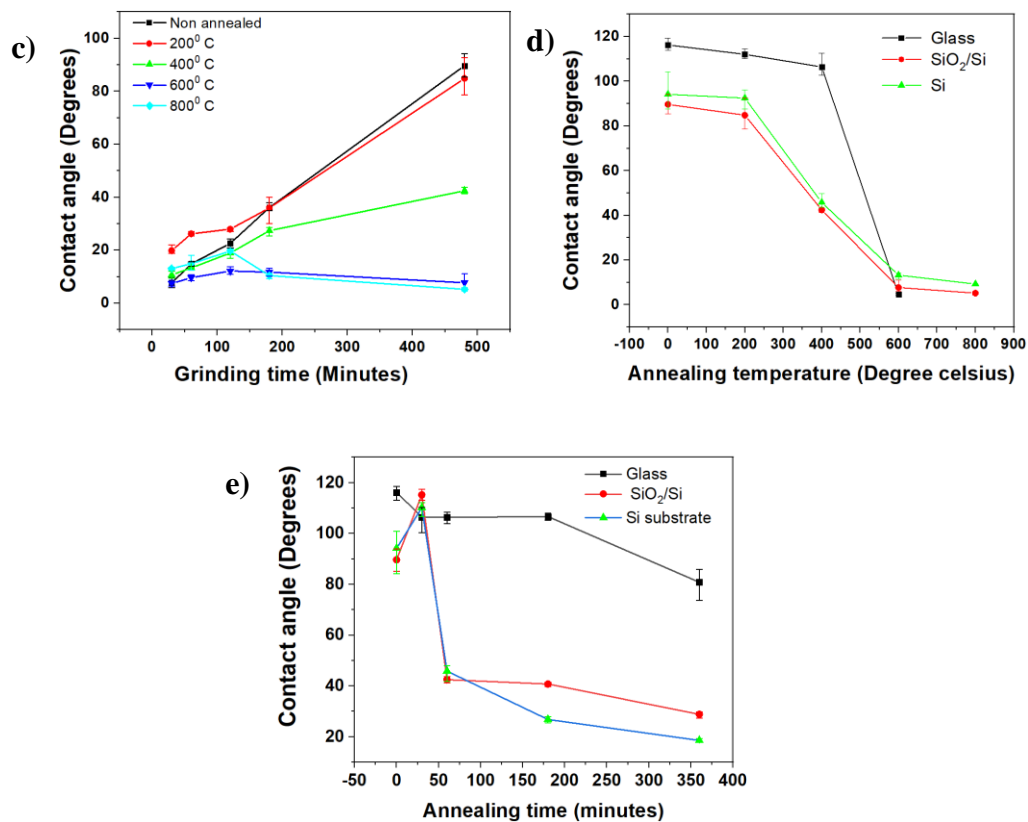 c)
Non annealed
200⁰ C
400⁰ C
600⁰ C
800⁰ C
100
80
60
40
20
0
Contact angle (Degrees)
0 100 200 300 400 500
Grinding time (Minutes)
d)
Glass
SiO₂/Si
Si
120
100
80
60
40
20
0
Contact angle (Degrees)
-100 0 100 200 300 400 500 600 700 800 900
Annealing temperature (Degree celsius)
e)
Glass
SiO₂/Si
Si substrate
120
100
80
60
40
20
Contact angle (Degrees)
-50 0 50 100 150 200 250 300 350 400
Annealing time (minutes)